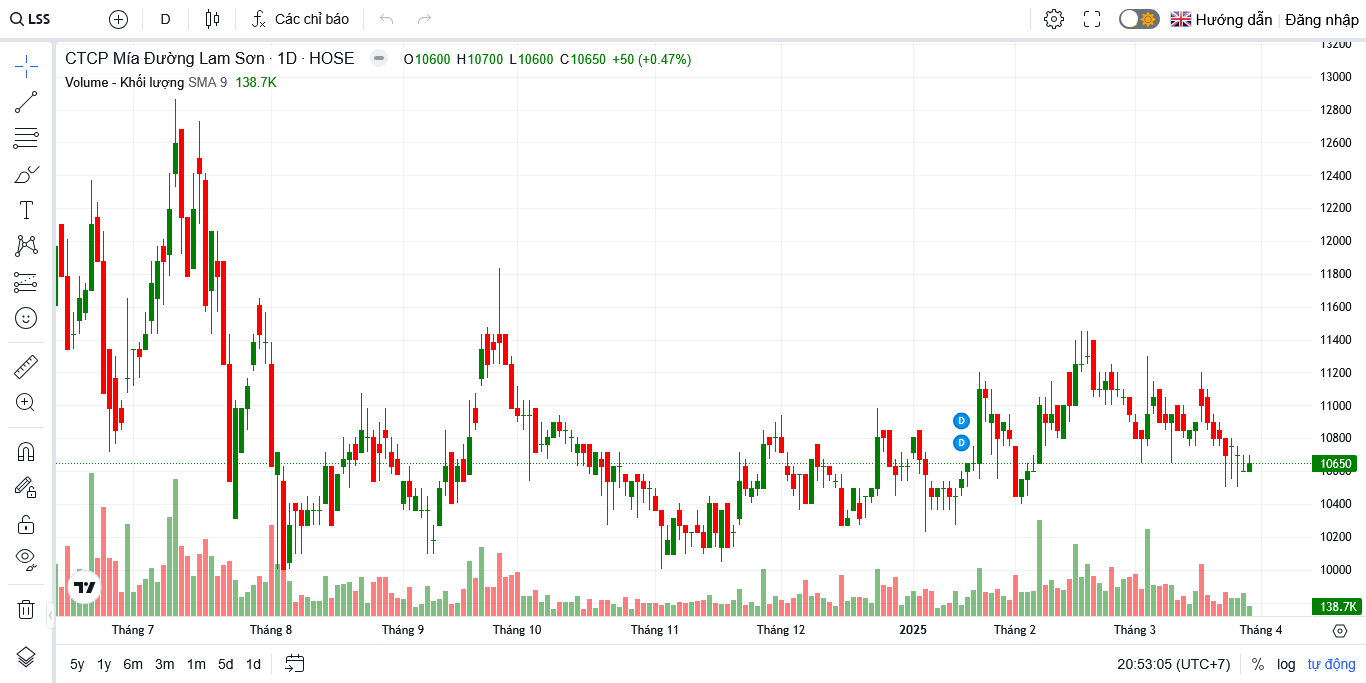 LSS D Các chỉ báo Hướng dẫn Đăng nhập
CTCP Mía Đường Lam Sơn · 1D · HOSE O10600 H10700 L10600 C10650 +50 (+0.47%)
Volume - Khối lượng SMA 9 138.7K
13200
13000
12800
12600
12400
12200
12000
11800
11600
11400
11200
11000
D
10800
D
10650
10600
10400
10200
10000
138.7K
Tháng 7 Tháng 8 Tháng 9 Tháng 10 Tháng 11 Tháng 12 2025 Tháng 2 Tháng 3 Tháng 4
5y 1y 6m 3m 1m 5d 1d 20:53:05 (UTC+7) % log tự động